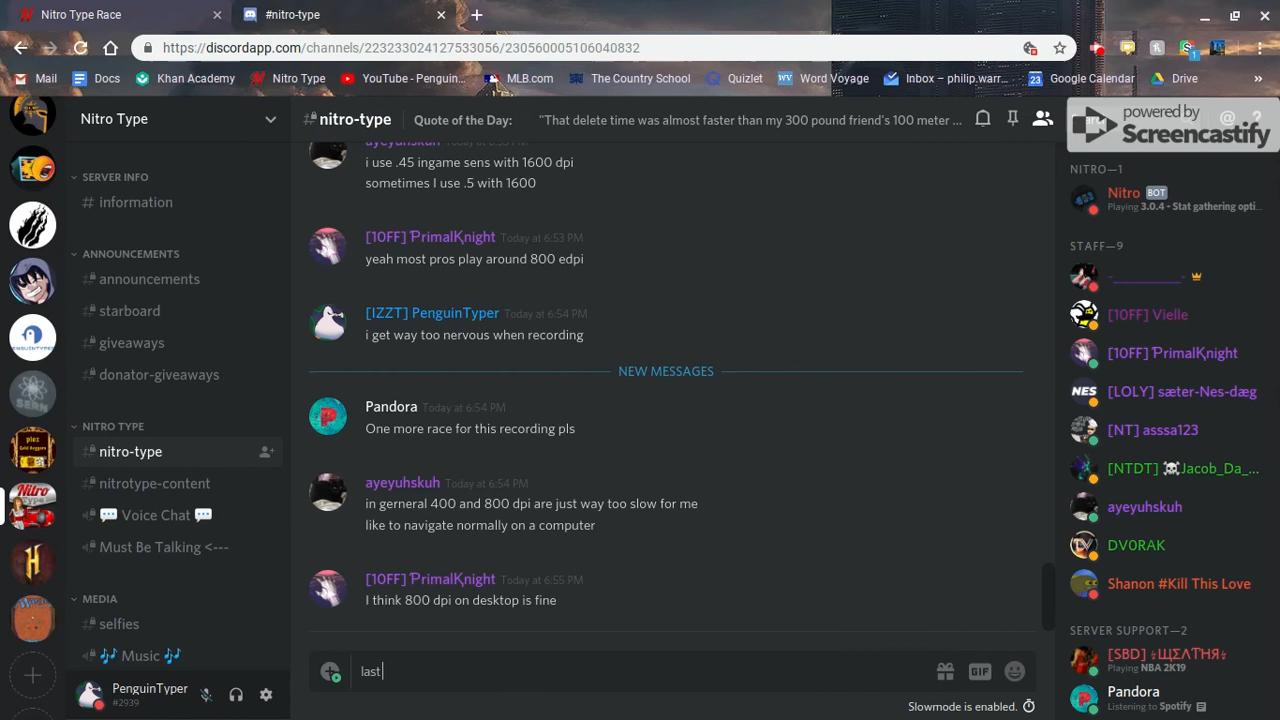 Nitro Type Race
#nitro-type
https://discordapp.com/channels/223233024127533056/230560005106040832
Mail
Docs
Khan Academy
Nitro Type
YouTube - Penguin...
MLB.com
The Country School
Quizlet
Word Voyage
Inbox – philip.warr...
Google Calendar
Drive
»
powered by
Screencastify
Nitro Type
nitro-type
Quote of the Day:
"That delete time was almost faster than my 300 pound friend's 100 meter ...
SERVER INFO
information
ANNOUNCEMENTS
announcements
starboard
giveaways
donator-giveaways
NITRO TYPE
nitro-type
nitrotype-content
💬 Voice Chat 💬
Must Be Talking <---
MEDIA
selfies
🎶 Music 🎶
PenguinTyper
#2939
ayeyuhskuh
i use .45 ingame sens with 1600 dpi
sometimes I use .5 with 1600
[10FF] PrimalKnight Today at 6:53 PM
yeah most pros play around 800 edpi
[IZZT] PenguinTyper Today at 6:54 PM
i get way too nervous when recording
NEW MESSAGES
Pandora Today at 6:54 PM
One more race for this recording pls
ayeyuhskuh Today at 6:54 PM
in gerneral 400 and 800 dpi are just way too slow for me
like to navigate normally on a computer
[10FF] PrimalKnight Today at 6:55 PM
I think 800 dpi on desktop is fine
last
GIF
Slowmode is enabled.
NITRO—1
Nitro BOT
Playing 3.0.4 - Stat gathering opti...
STAFF—9
-____________-
[10FF] Vielle
[10FF] PrimalKnight
[LOLY] sæter-Nes-dæg
[NT] asssa123
[NTDT] ☠Jacob_Da_...
ayeyuhskuh
DV0RAK
Shanon #Kill This Love
SERVER SUPPORT—2
[SBD]
Playing NBA 2K19
Pandora
Listening to Spotify